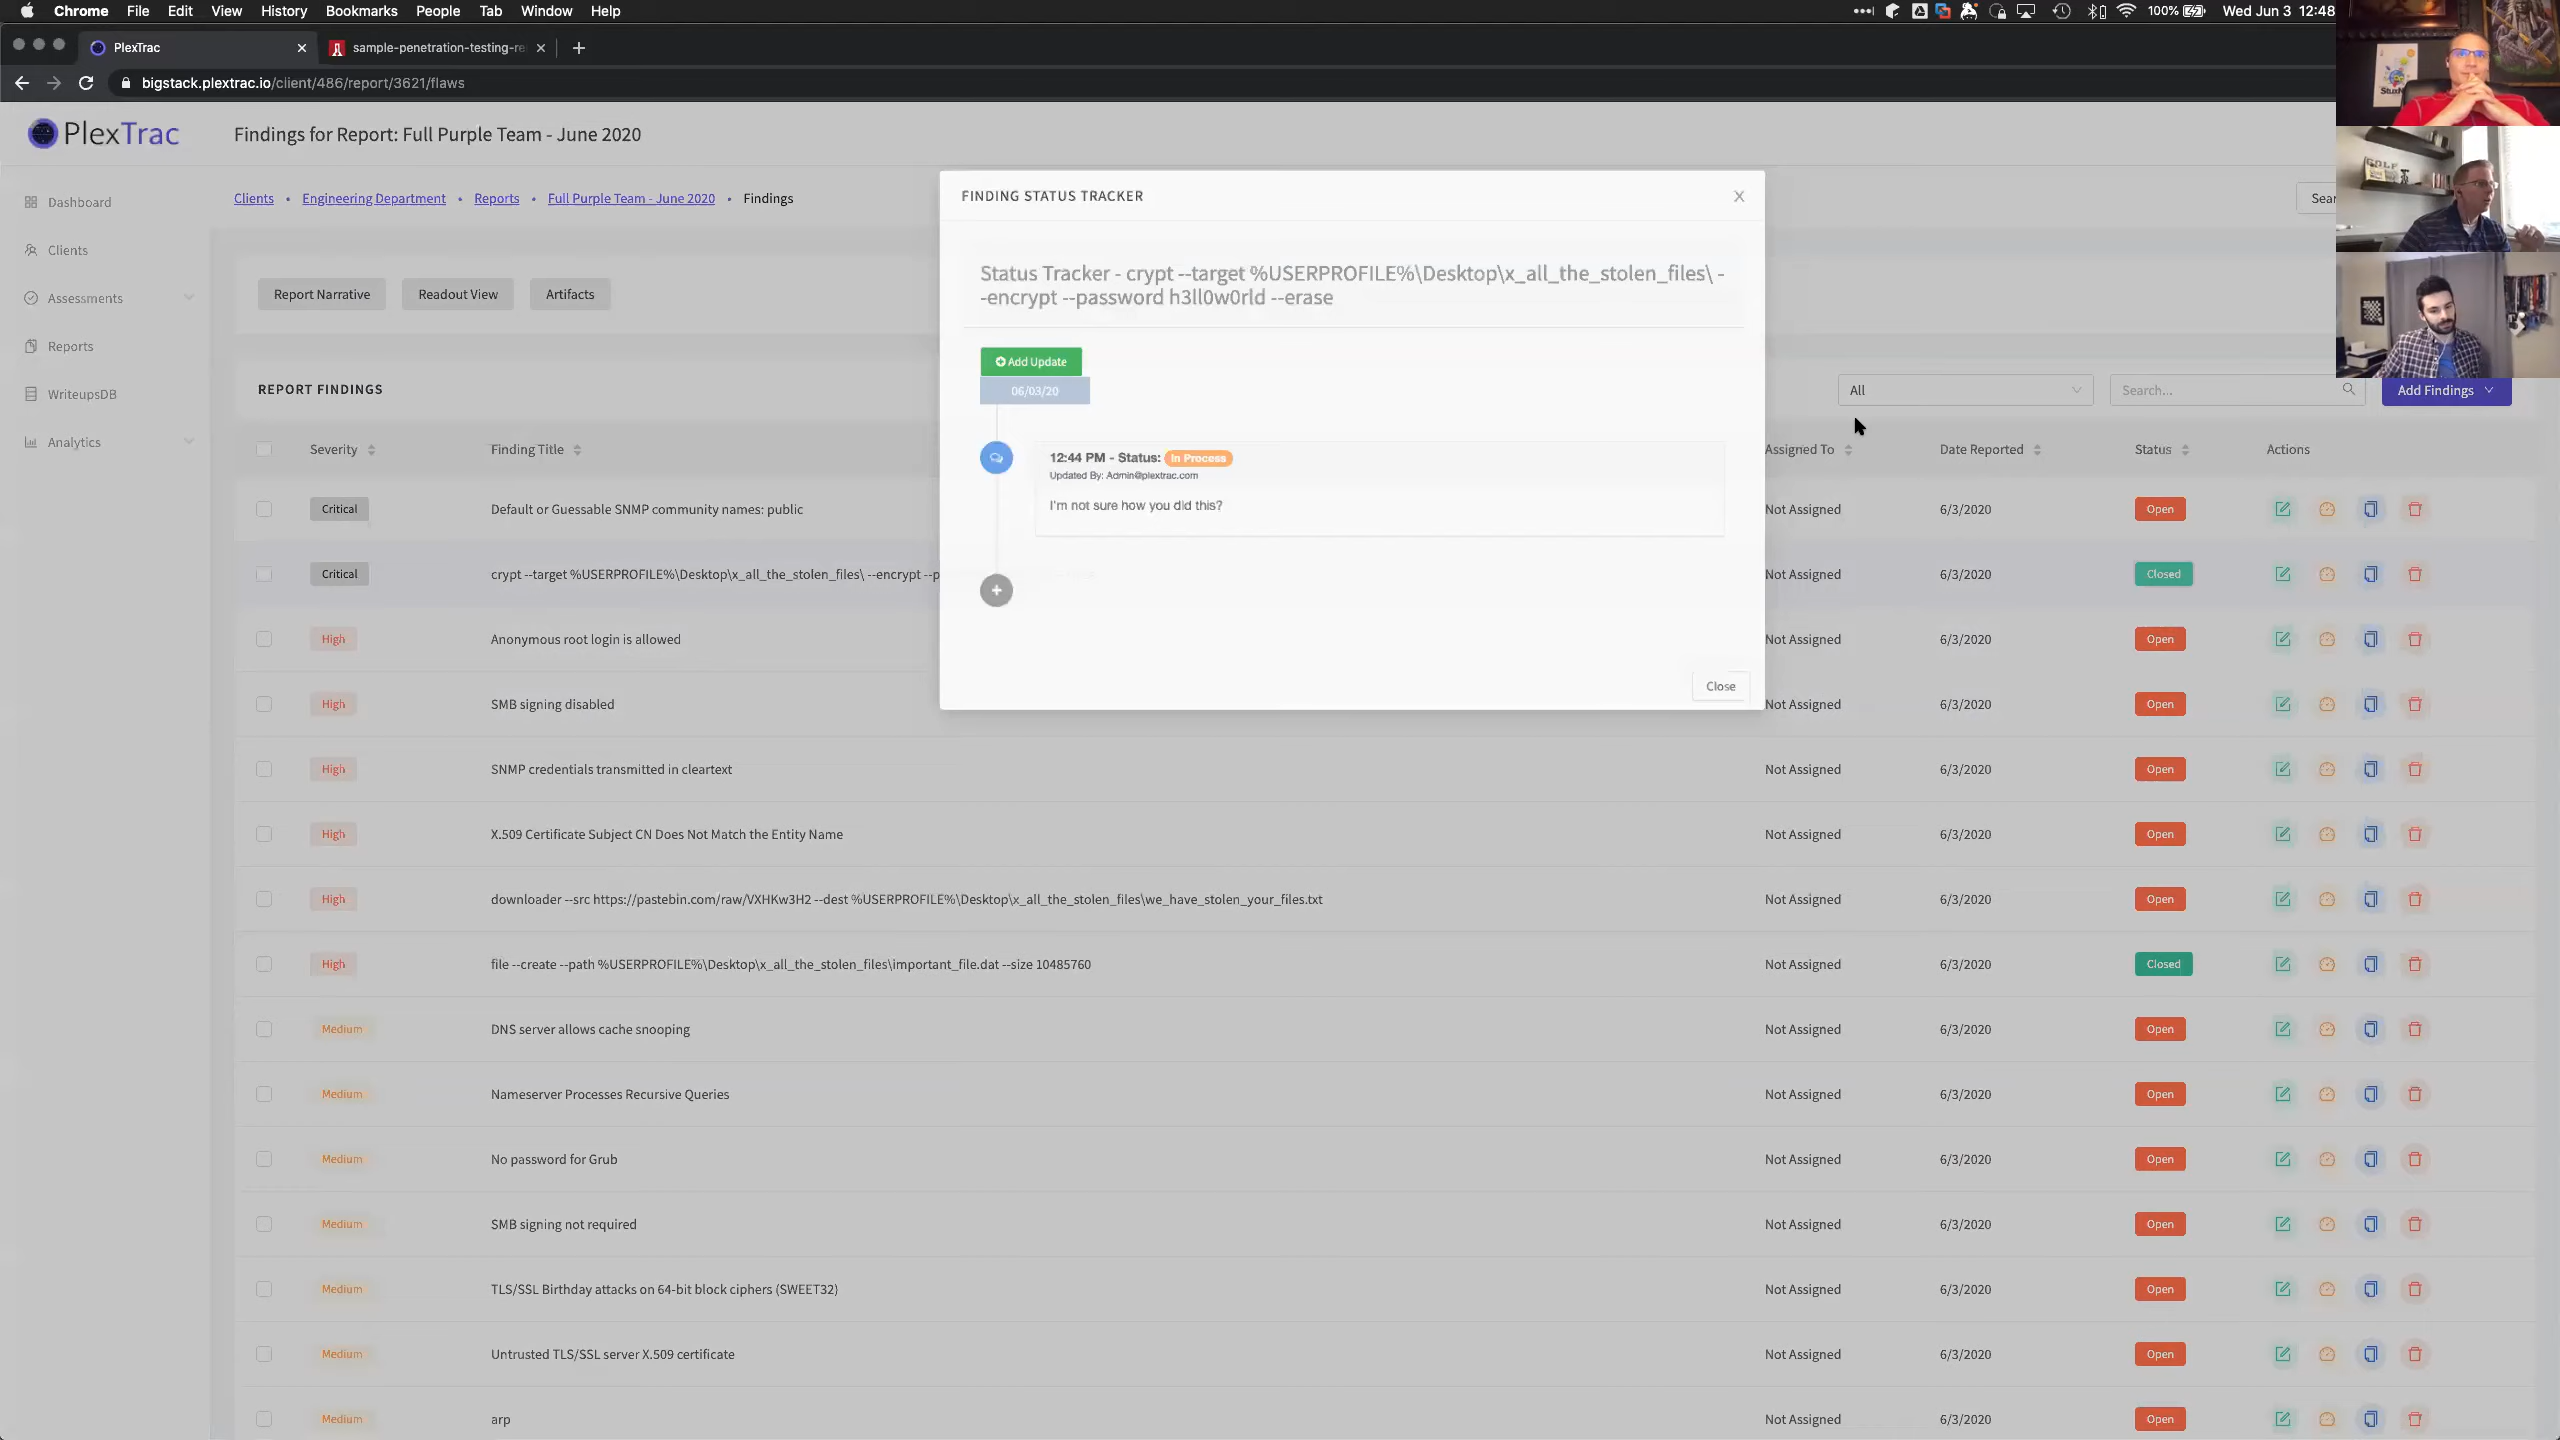 Chrome File Edit View History Bookmarks People Tab Window Help 100% Wed Jun 3 12:48
PlexTrac sample-penetration-testing-re
bigstack.plextrac.io/client/486/report/3621/flaws
PlexTrac Findings for Report: Full Purple Team - June 2020
Dashboard
Clients
Assessments
Reports
WriteupsDB
Analytics
Clients • Engineering Department • Reports • Full Purple Team - June 2020 • Findings Sear
Report Narrative Readout View Artifacts
REPORT FINDINGS All Search... Add Findings
Severity Finding Title Assigned To Date Reported Status Actions
Critical Default or Guessable SNMP community names: public Not Assigned 6/3/2020 Open
Critical crypt --target %USERPROFILE%\Desktop\x_all_the_stolen_files\ --encrypt --p Not Assigned 6/3/2020 Closed
High Anonymous root login is allowed Not Assigned 6/3/2020 Open
High SMB signing disabled Not Assigned 6/3/2020 Open
High SNMP credentials transmitted in cleartext Not Assigned 6/3/2020 Open
High X.509 Certificate Subject CN Does Not Match the Entity Name Not Assigned 6/3/2020 Open
High downloader --src https://pastebin.com/raw/VXHKw3H2 --dest %USERPROFILE%\Desktop\x_all_the_stolen_files\we_have_stolen_your_files.txt Not Assigned 6/3/2020 Open
High file --create --path %USERPROFILE%\Desktop\x_all_the_stolen_files\important_file.dat --size 10485760 Not Assigned 6/3/2020 Closed
Medium DNS server allows cache snooping Not Assigned 6/3/2020 Open
Medium Nameserver Processes Recursive Queries Not Assigned 6/3/2020 Open
Medium No password for Grub Not Assigned 6/3/2020 Open
Medium SMB signing not required Not Assigned 6/3/2020 Open
Medium TLS/SSL Birthday attacks on 64-bit block ciphers (SWEET32) Not Assigned 6/3/2020 Open
Medium Untrusted TLS/SSL server X.509 certificate Not Assigned 6/3/2020 Open
Medium arp Not Assigned 6/3/2020 Open
FINDING STATUS TRACKER X
Status Tracker - crypt --target %USERPROFILE%\Desktop\x_all_the_stolen_files\ -
-encrypt --password h3ll0w0rld --erase
Add Update
06/03/20
12:44 PM - Status: In Process
Updated By: Admin@plextrac.com
I'm not sure how you did this?
Close
GOLF